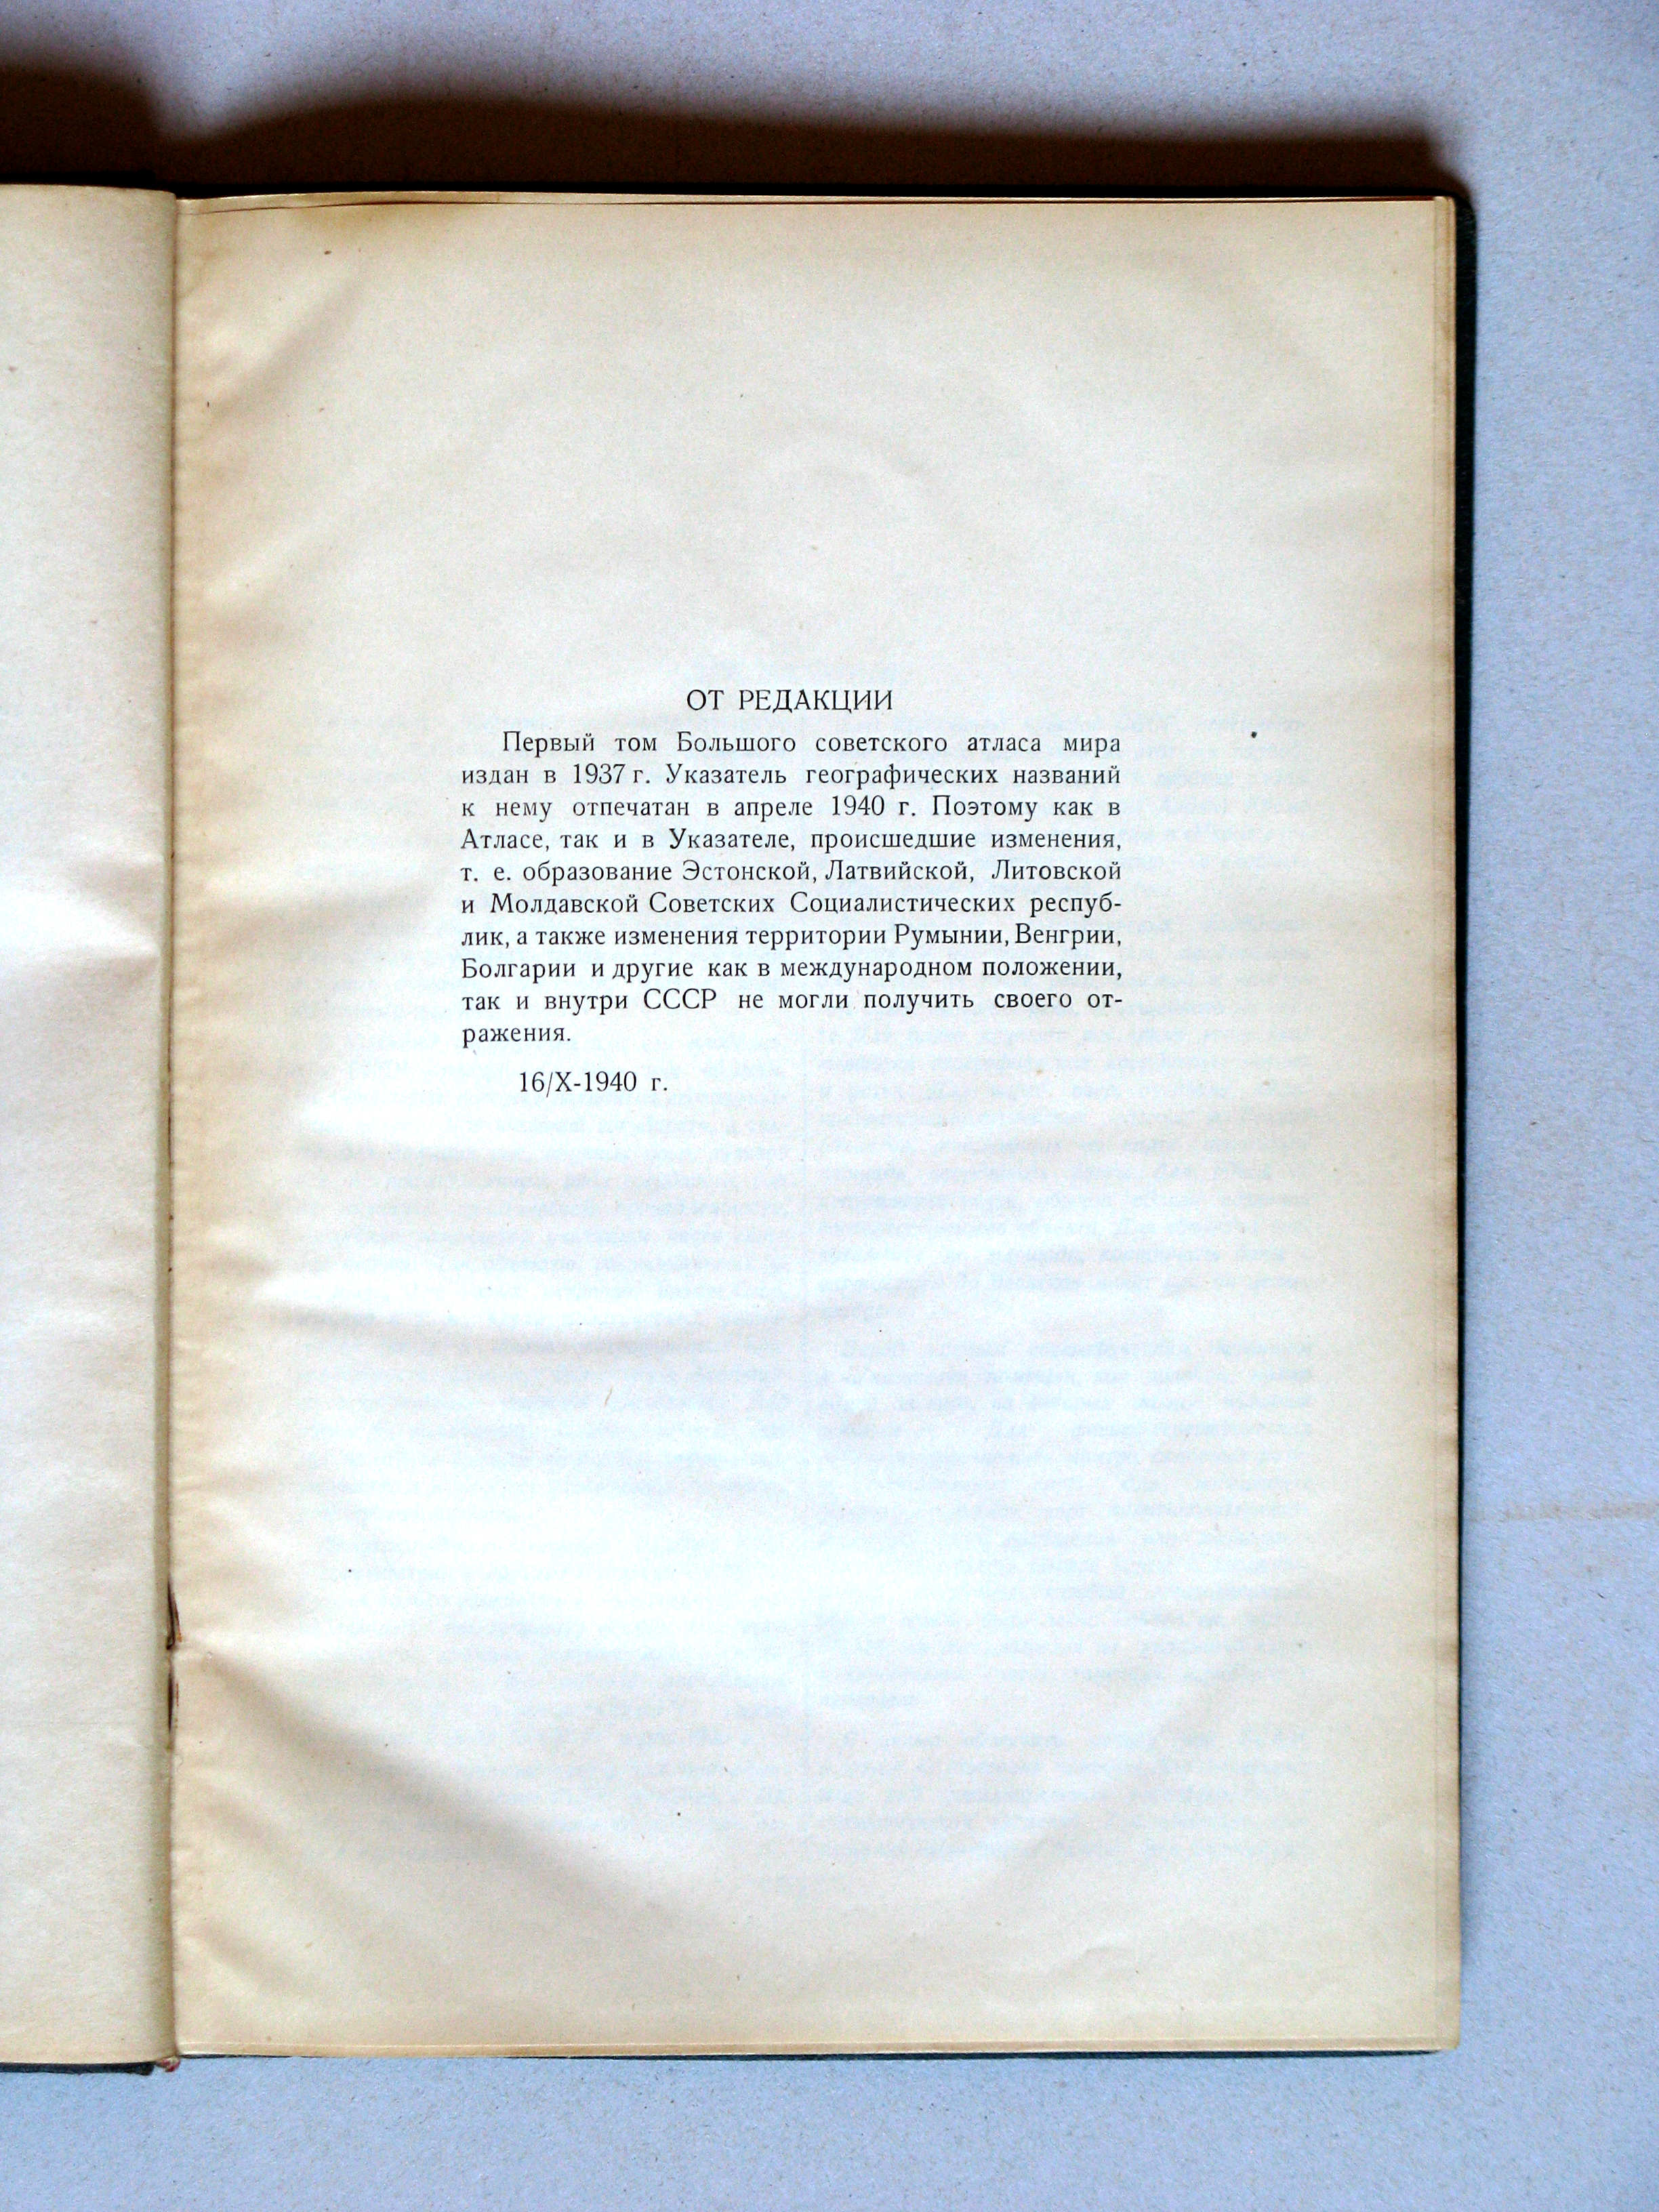 ОТ РЕДАКЦИИ
Первый том Большого советского атласа мира
издан в 1937 г. Указатель географических названий
к нему отпечатан в апреле 1940 г. Поэтому как в
Атласе, так и в Указателе, происшедшие изменения,
т. е. образование Эстонской, Латвийской, Литовской
и Молдавской Советских Социалистических респуб-
лик, а также изменения территории Румынии, Венгрии,
Болгарии и другие как в международном положении,
так и внутри СССР не могли получить своего от-
ражения.
16/X-1940 г.